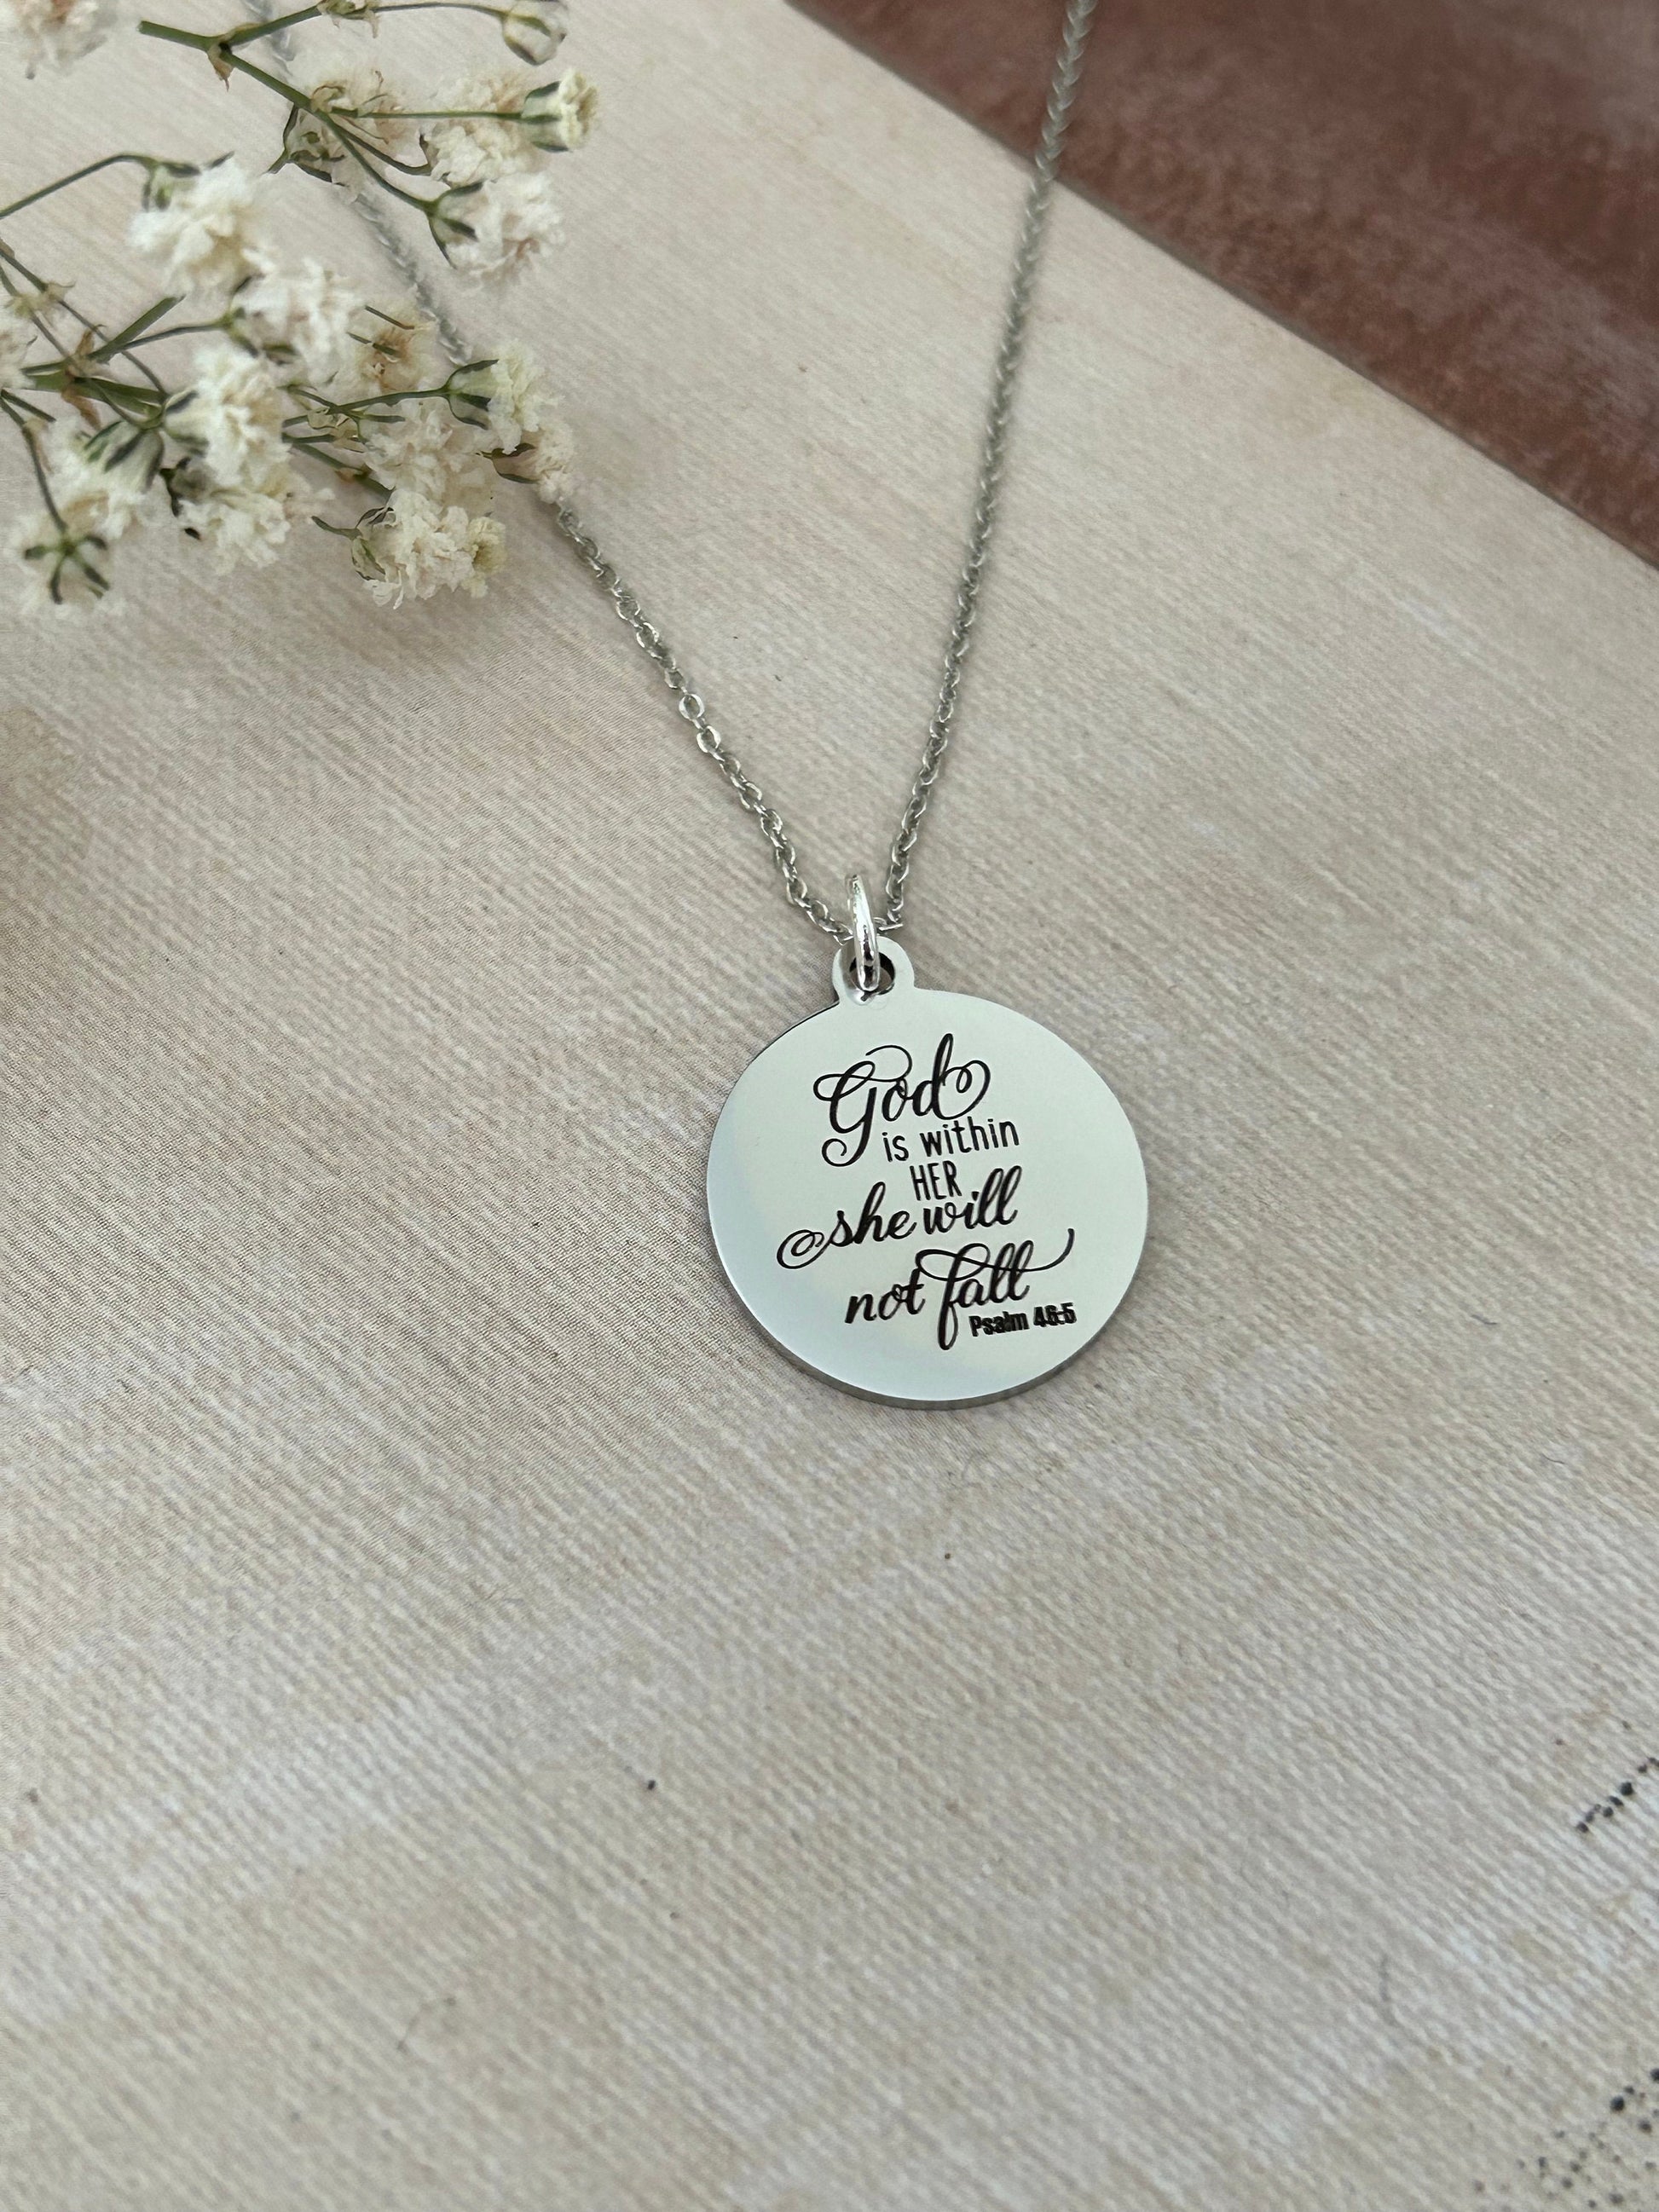 God
is within
HER
she will
not fall
Psalm 46:5